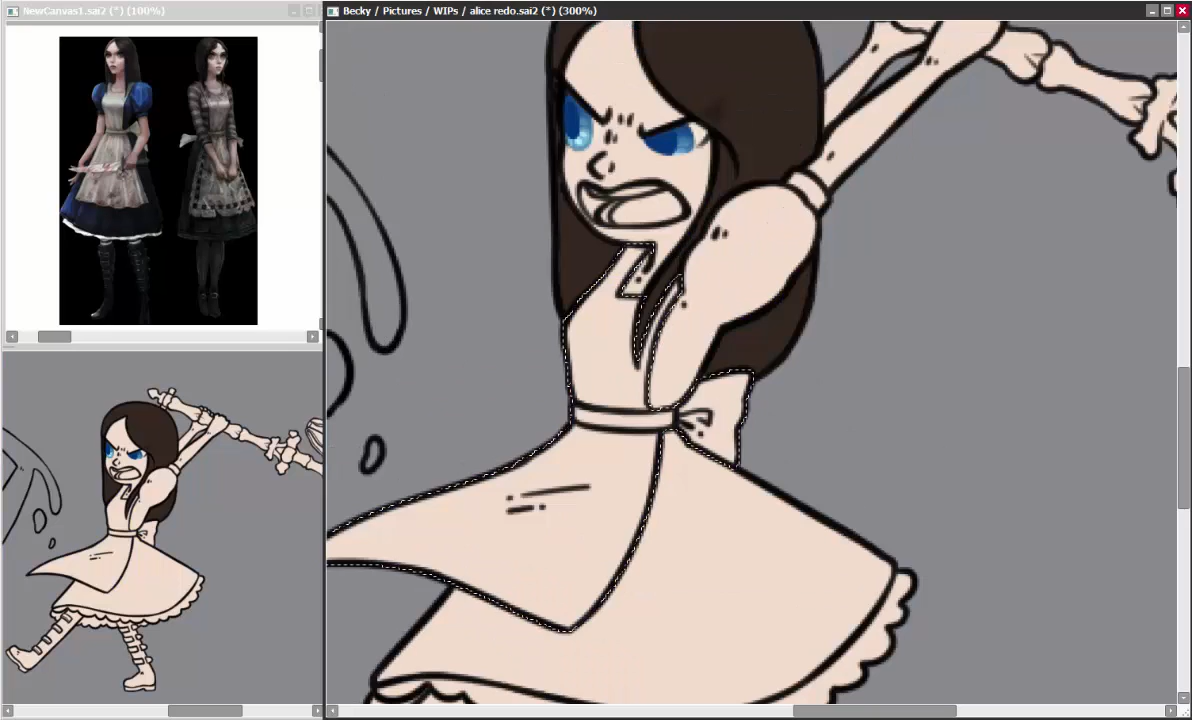 NewCanvas1.sai2 (*) (100%)
Becky / Pictures / WIPs / alice redo.sai2 (*) (300%)